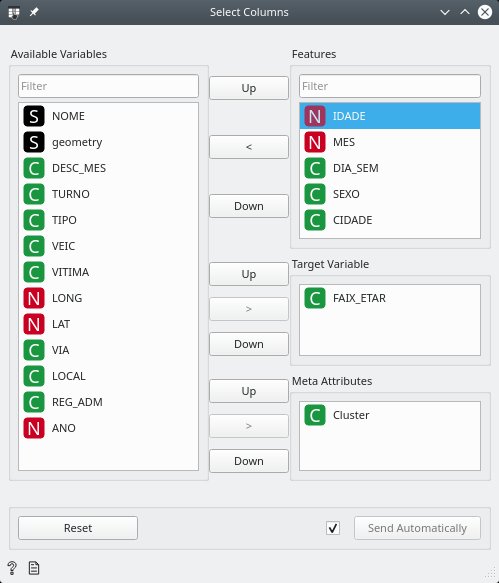 Select Columns
Available Variables
Filter
S NOME
S geometry
C DESC_MES
C TURNO
C TIPO
C VEIC
C VITIMA
N LONG
N LAT
C VIA
C LOCAL
C REG_ADM
N ANO
Up
<
Down
Up
>
Down
Up
>
Down
Features
Filter
N IDADE
N MES
C DIA_SEM
C SEXO
C CIDADE
Target Variable
C FAIX_ETAR
Meta Attributes
C Cluster
Reset
Send Automatically
?